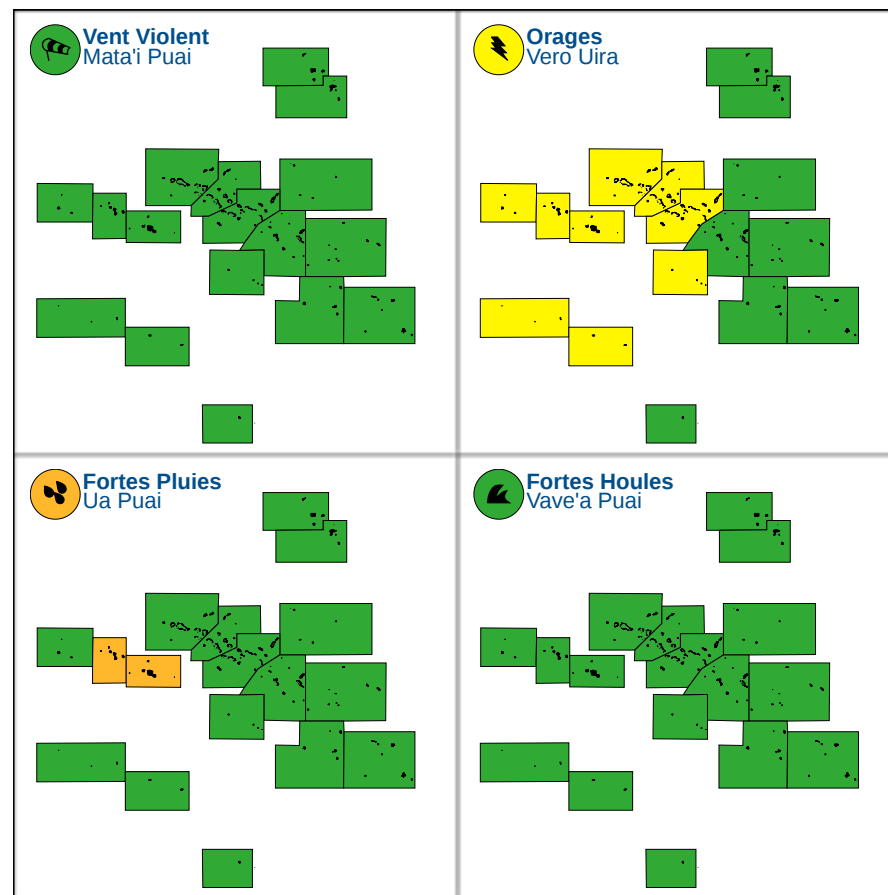 Vent Violent
Mata'i Puai
Orages
Vero Uira
Fortes Pluies
Ua Puai
Fortes Houles
Vave'a Puai